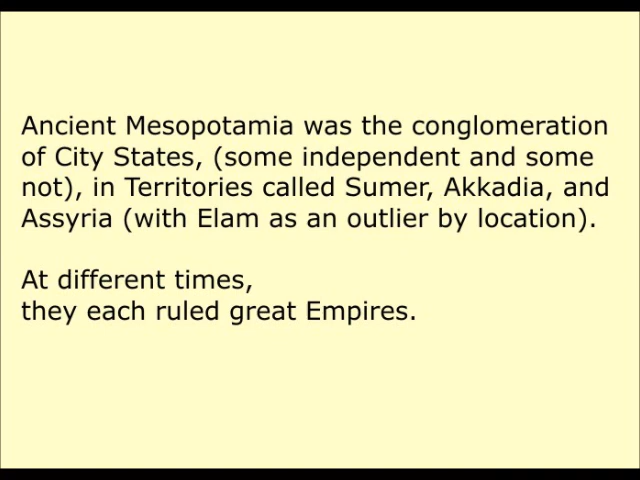 Ancient Mesopotamia was the conglomeration
of City States, (some independent and some
not), in Territories called Sumer, Akkadia, and
Assyria (with Elam as an outlier by location).
At different times,
they each ruled great Empires.